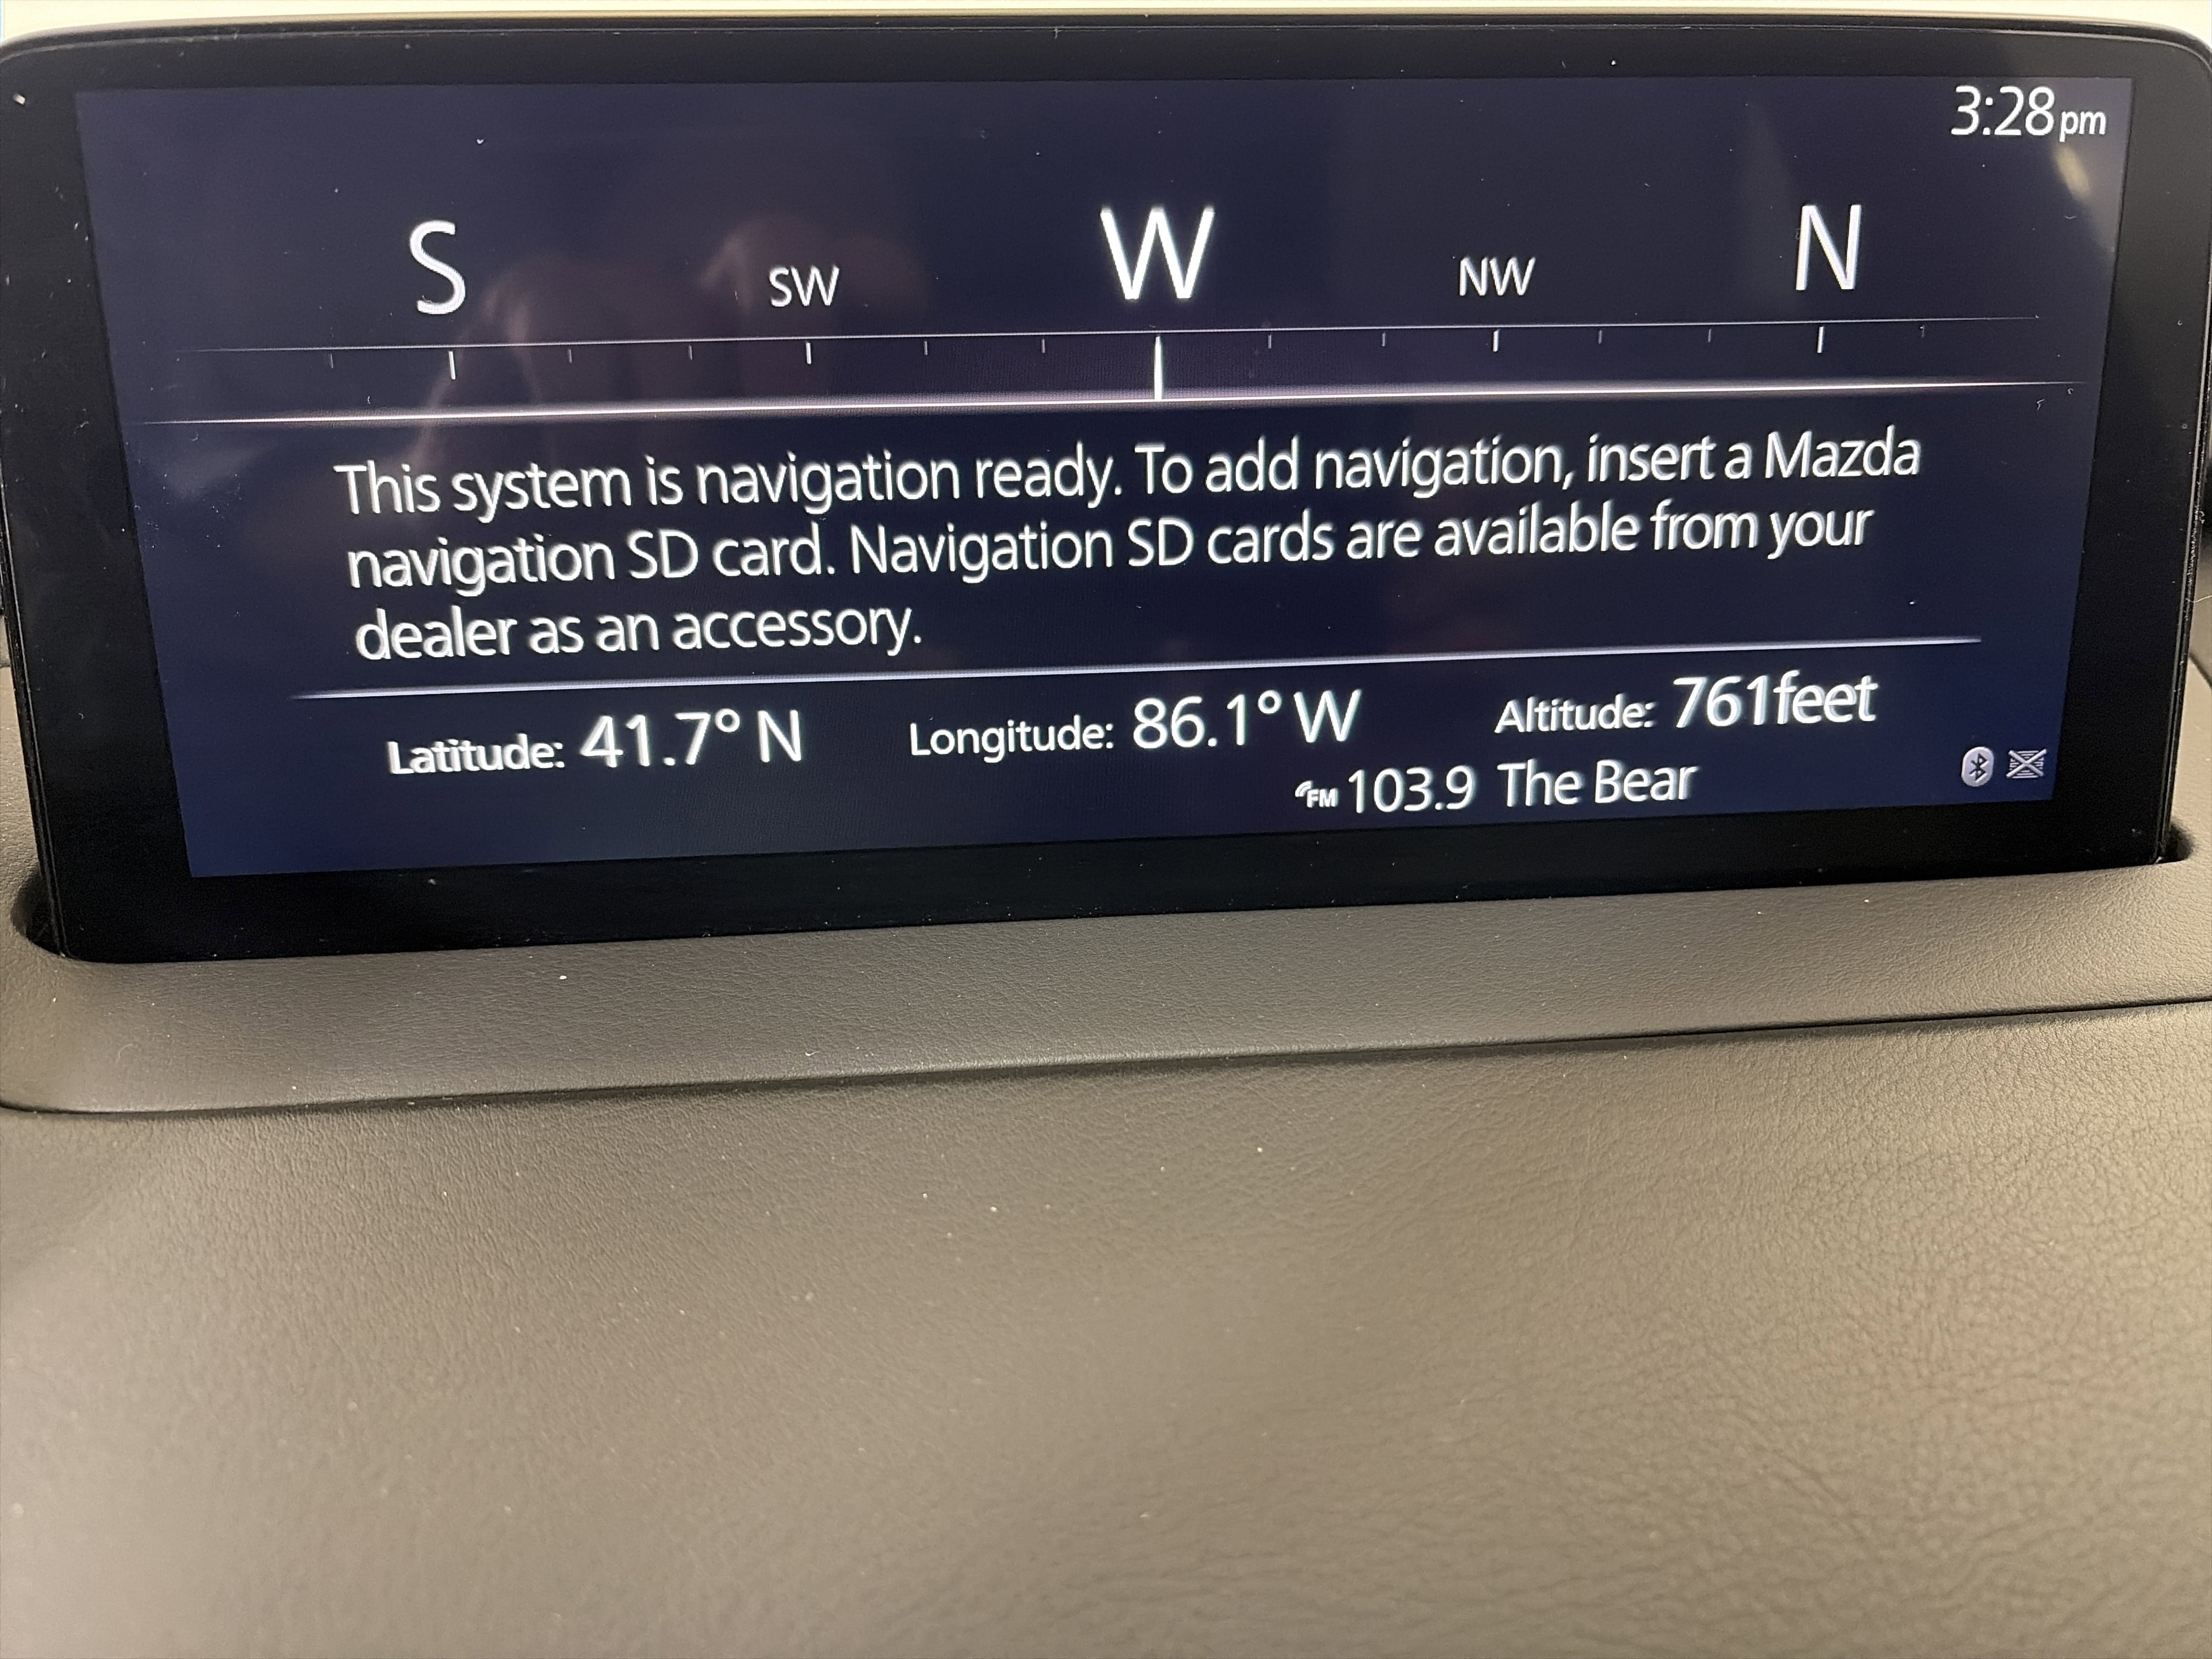 3:28pm
S SW W NW N
This system is navigation ready. To add navigation, insert a Mazda
navigation SD card. Navigation SD cards are available from your
dealer as an accessory.
Latitude: 41.7° N Longitude: 86.1° W Altitude: 761feet
FM 103.9 The Bear